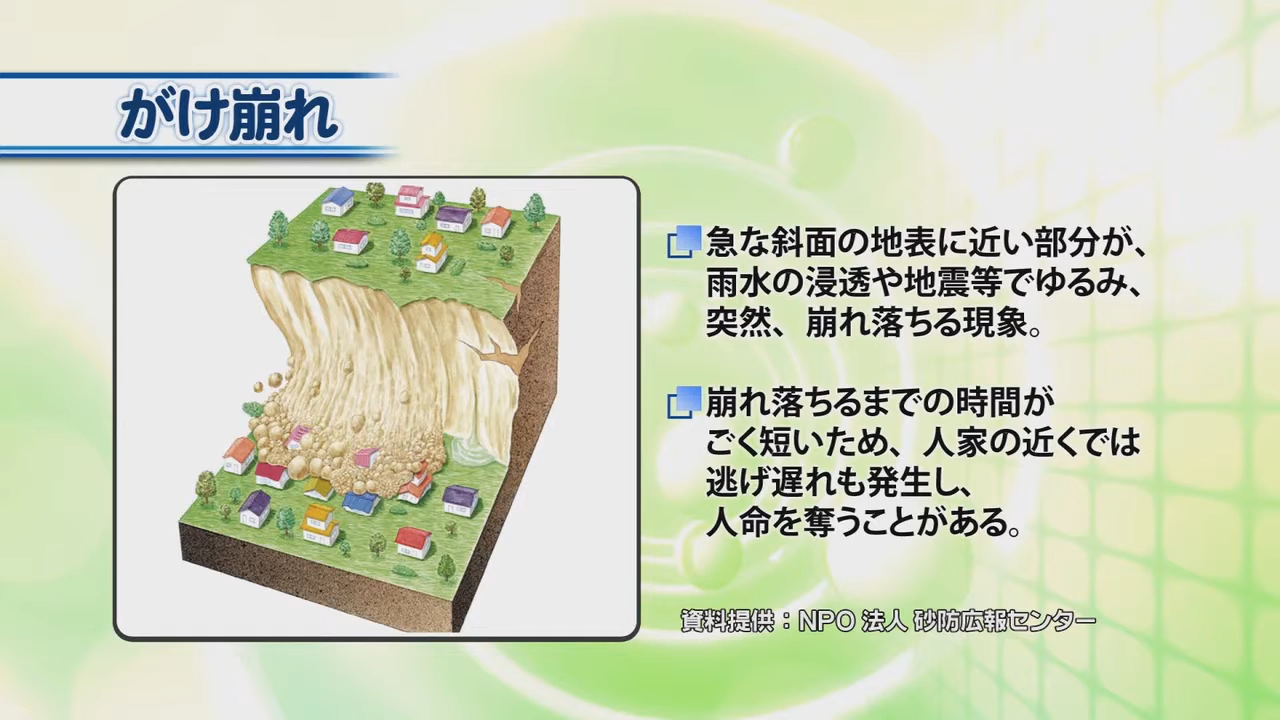 がけ崩れ
急な斜面の地表に近い部分が、
雨水の浸透や地震等でゆるみ、
突然、崩れ落ちる現象。
崩れ落ちるまでの時間が
ごく短いため、人家の近くでは
逃げ遅れも発生し、
人命を奪うことがある。
資料提供：NPO 法人 砂防広報センター